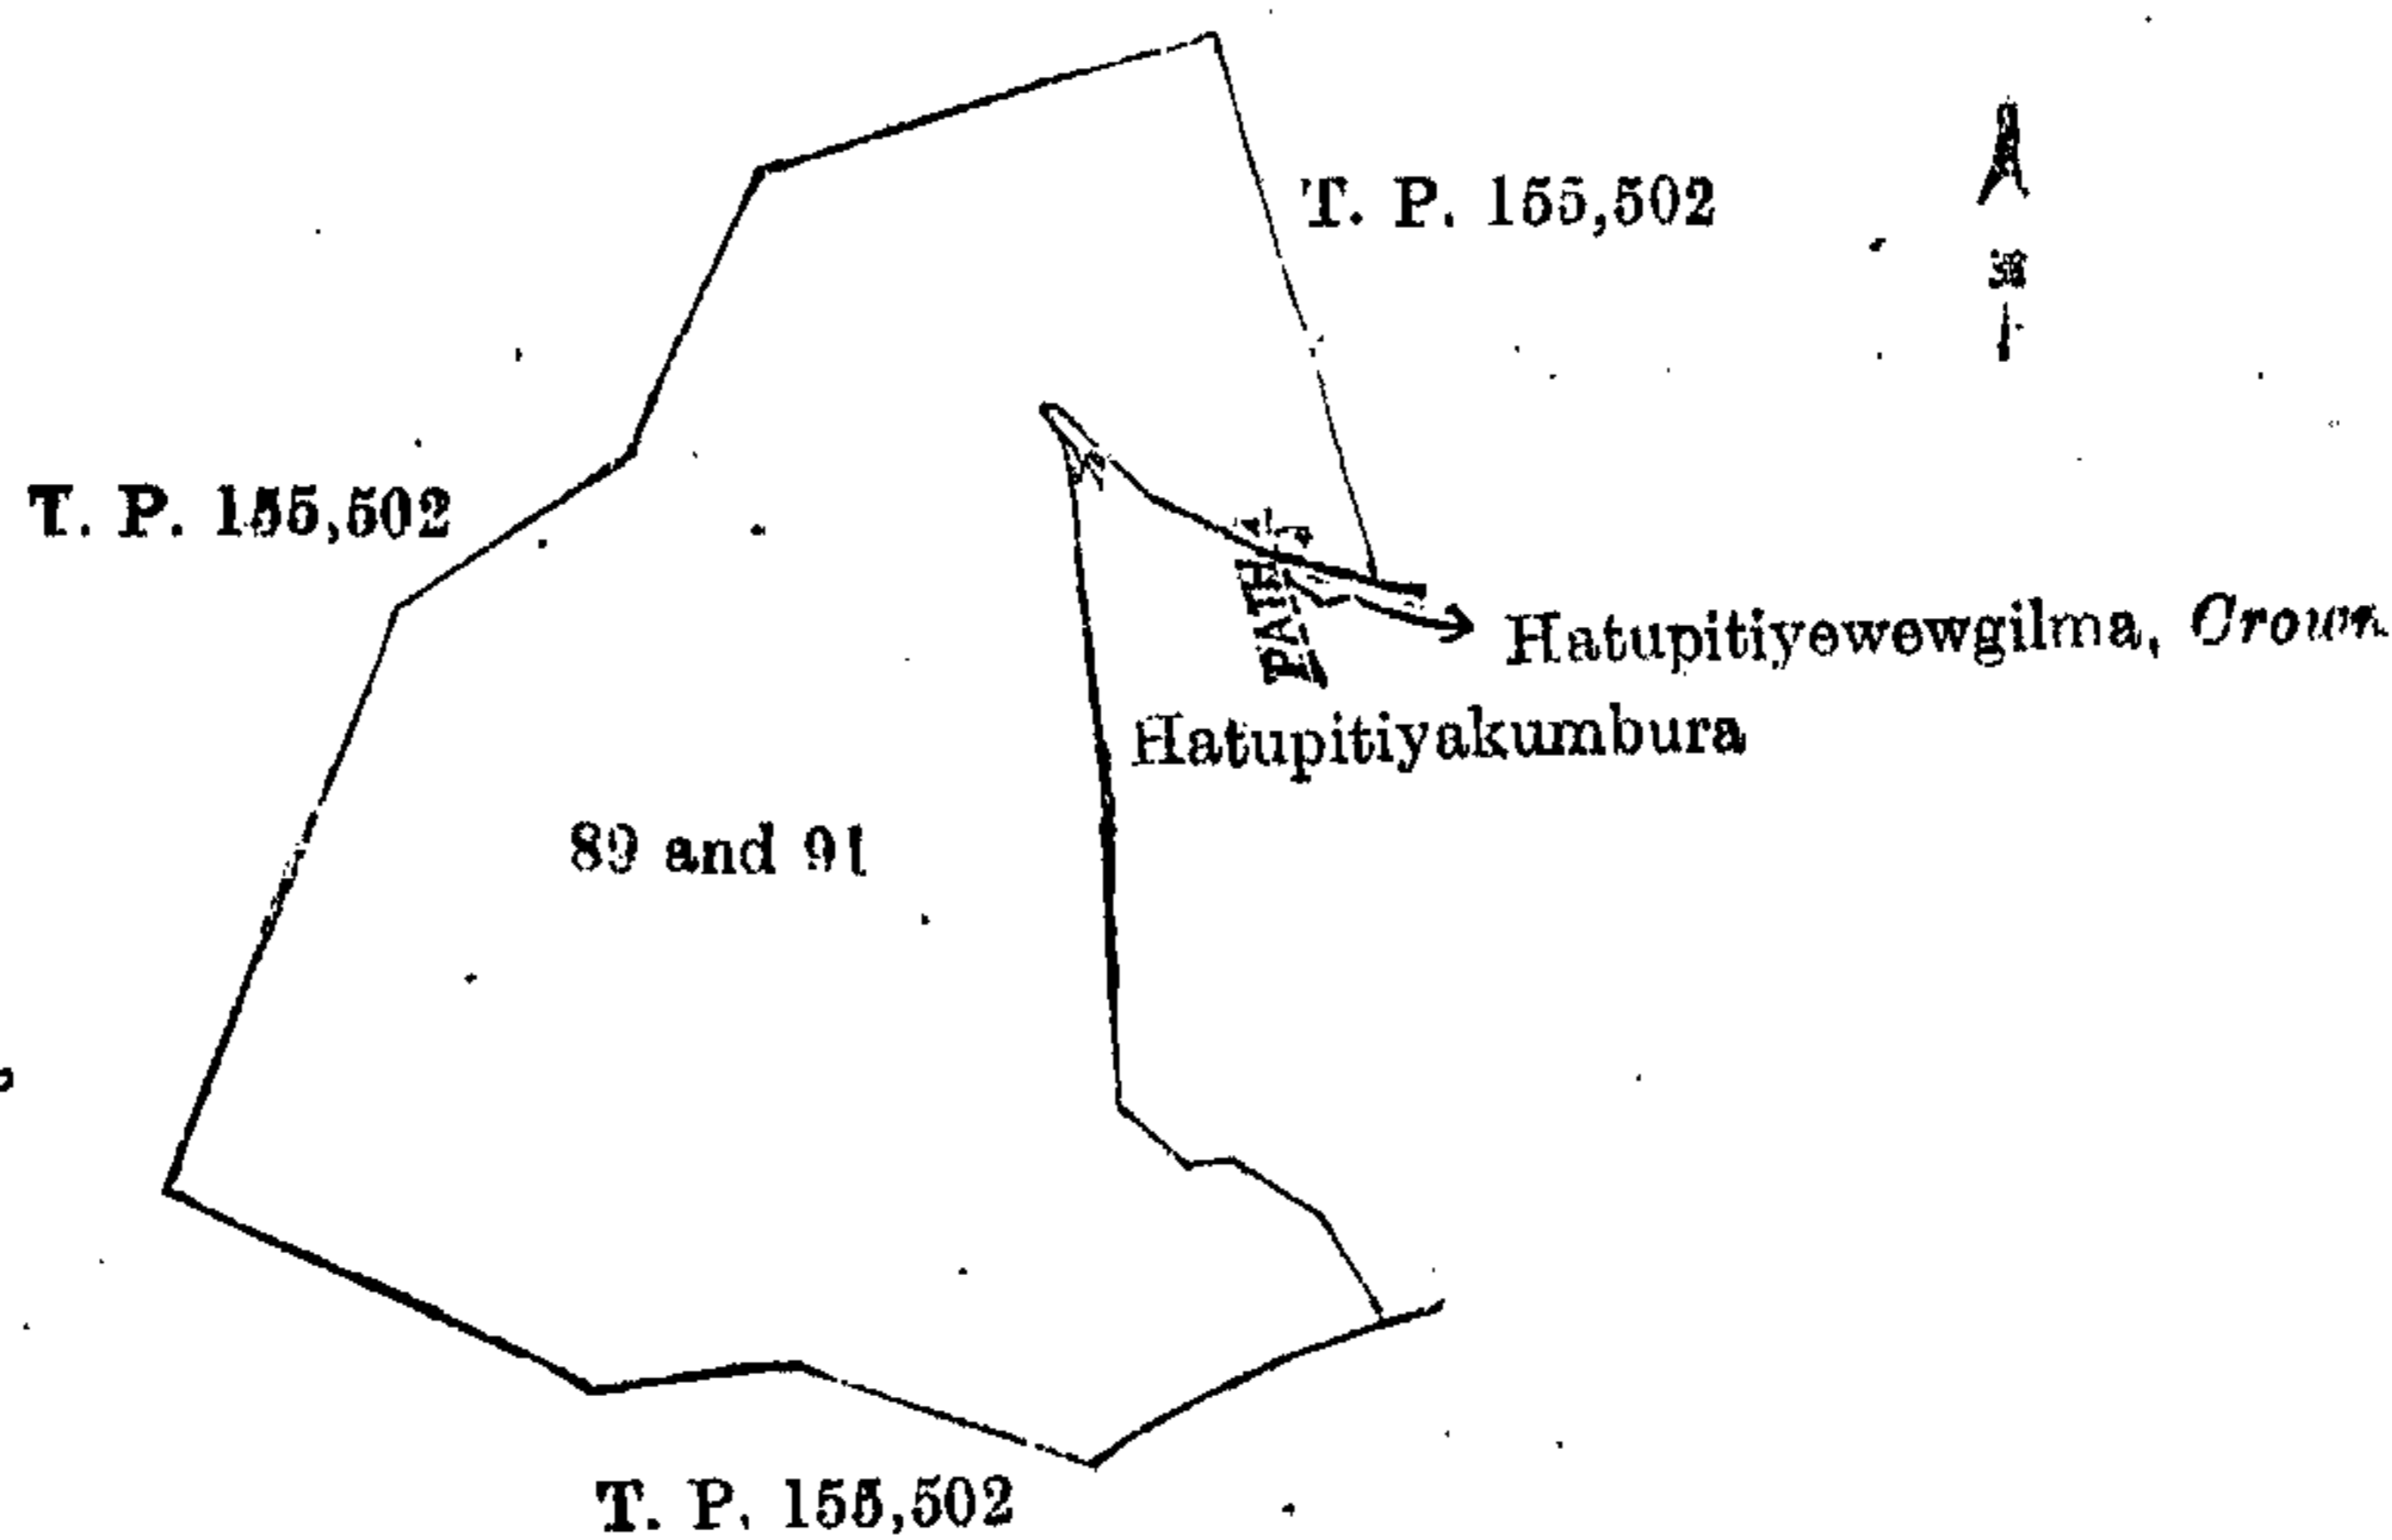 T. P. 155,502
T. P. 155,502
Hatupitiyewewgilma, Crown
PATH
Hatupitiyakumbura
89 and 91
T. P. 155,502